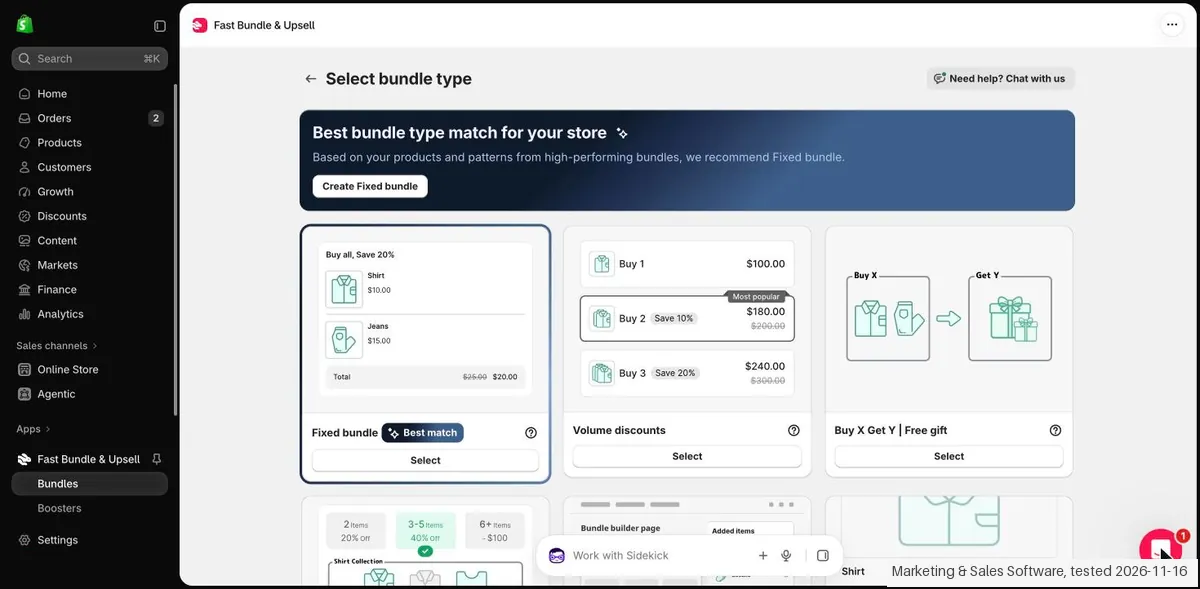 Search
⌘K
Home
Orders
2
Products
Customers
Growth
Discounts
Content
Markets
Finance
Analytics
Sales channels
Online Store
Agentic
Apps
Fast Bundle & Upsell
Bundles
Boosters
Settings
Fast Bundle & Upsell
Select bundle type
Need help? Chat with us
Best bundle type match for your store
Based on your products and patterns from high-performing bundles, we recommend Fixed bundle.
Create Fixed bundle
Buy all, Save 20%
Shirt
$10.00
Jeans
$15.00
Total $25.00 $20.00
Fixed bundle Best match
Select
Buy 1 $100.00
Most popular
Buy 2 Save 10% $180.00
$200.00
Buy 3 Save 20% $240.00
$300.00
Volume discounts
Select
Buy X
Get Y
Buy X Get Y | Free gift
Select
2 Items
20% off
3-5 Items
40% off
6+ Items
- $100
Shirt Collection
Bundle builder page
Added items
Work with Sidekick
Shirt
1
Marketing & Sales Software, tested 2026-11-16